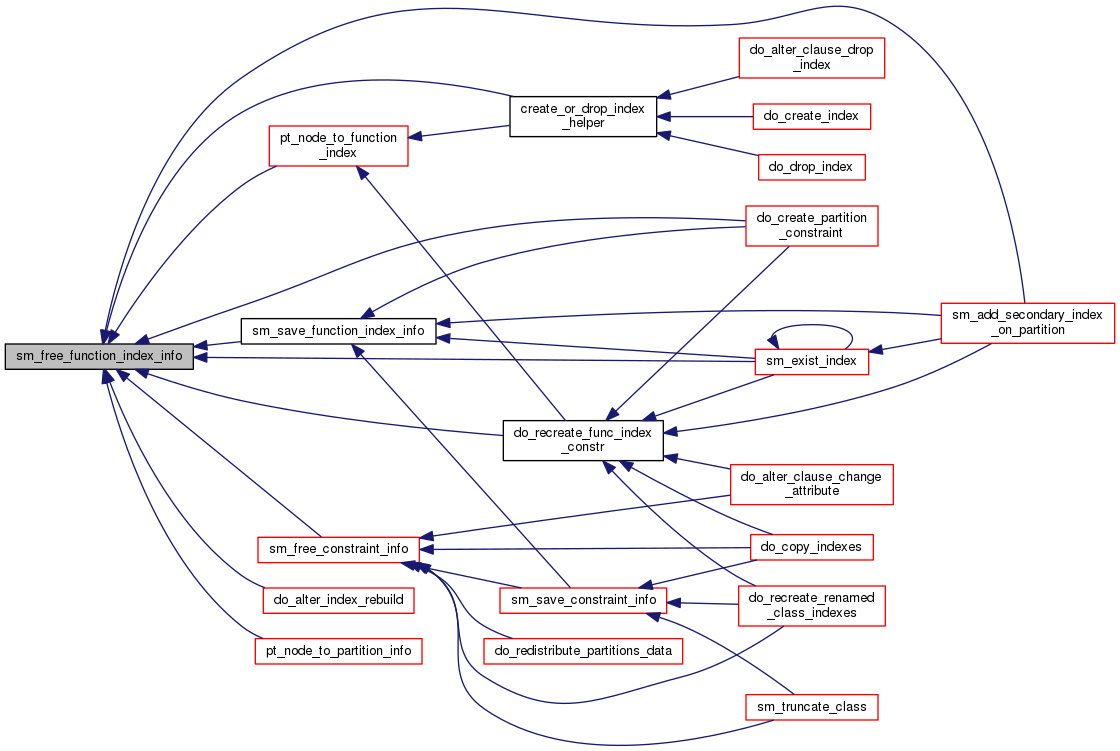 sm_free_function_index_info
pt_node_to_function
_index
sm_save_function_index_info
sm_free_constraint_info
do_alter_index_rebuild
pt_node_to_partition_info
create_or_drop_index
_helper
do_recreate_func_index
_constr
sm_save_constraint_info
do_redistribute_partitions_data
do_alter_clause_drop
_index
do_create_index
do_drop_index
do_create_partition
_constraint
sm_exist_index
do_alter_clause_change
_attribute
do_copy_indexes
do_recreate_renamed
_class_indexes
sm_truncate_class
sm_add_secondary_index
_on_partition